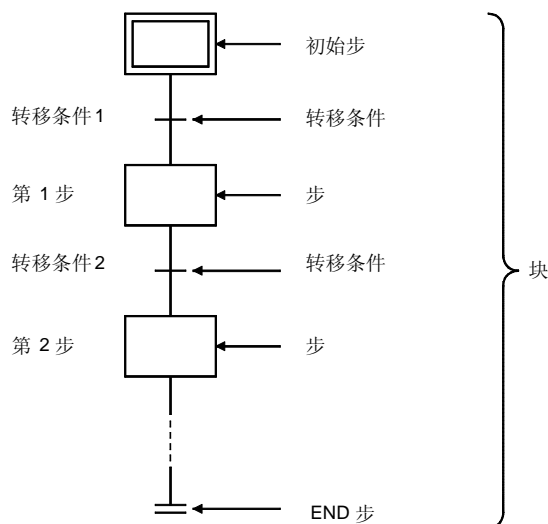 初始步
转移条件 1 转移条件
第 1 步 步
转移条件 2 转移条件 块
第 2 步 步
END 步